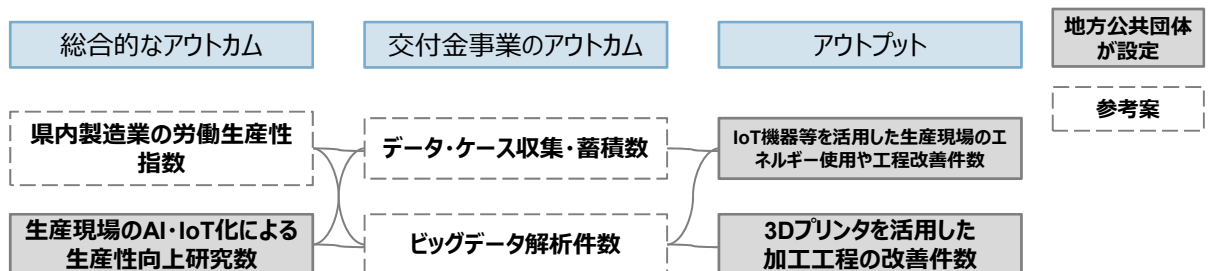 総合的なアウトカム
交付金事業のアウトカム
アウトプット
地方公共団体
が設定
参考案
県内製造業の労働生産性
指数
データ・ケース収集・蓄積数
IoT機器等を活用した生産現場のエ
ネルギー使用や工程改善件数
生産現場のAI・IoT化による
生産性向上研究数
ビッグデータ解析件数
3Dプリンタを活用した
加工工程の改善件数